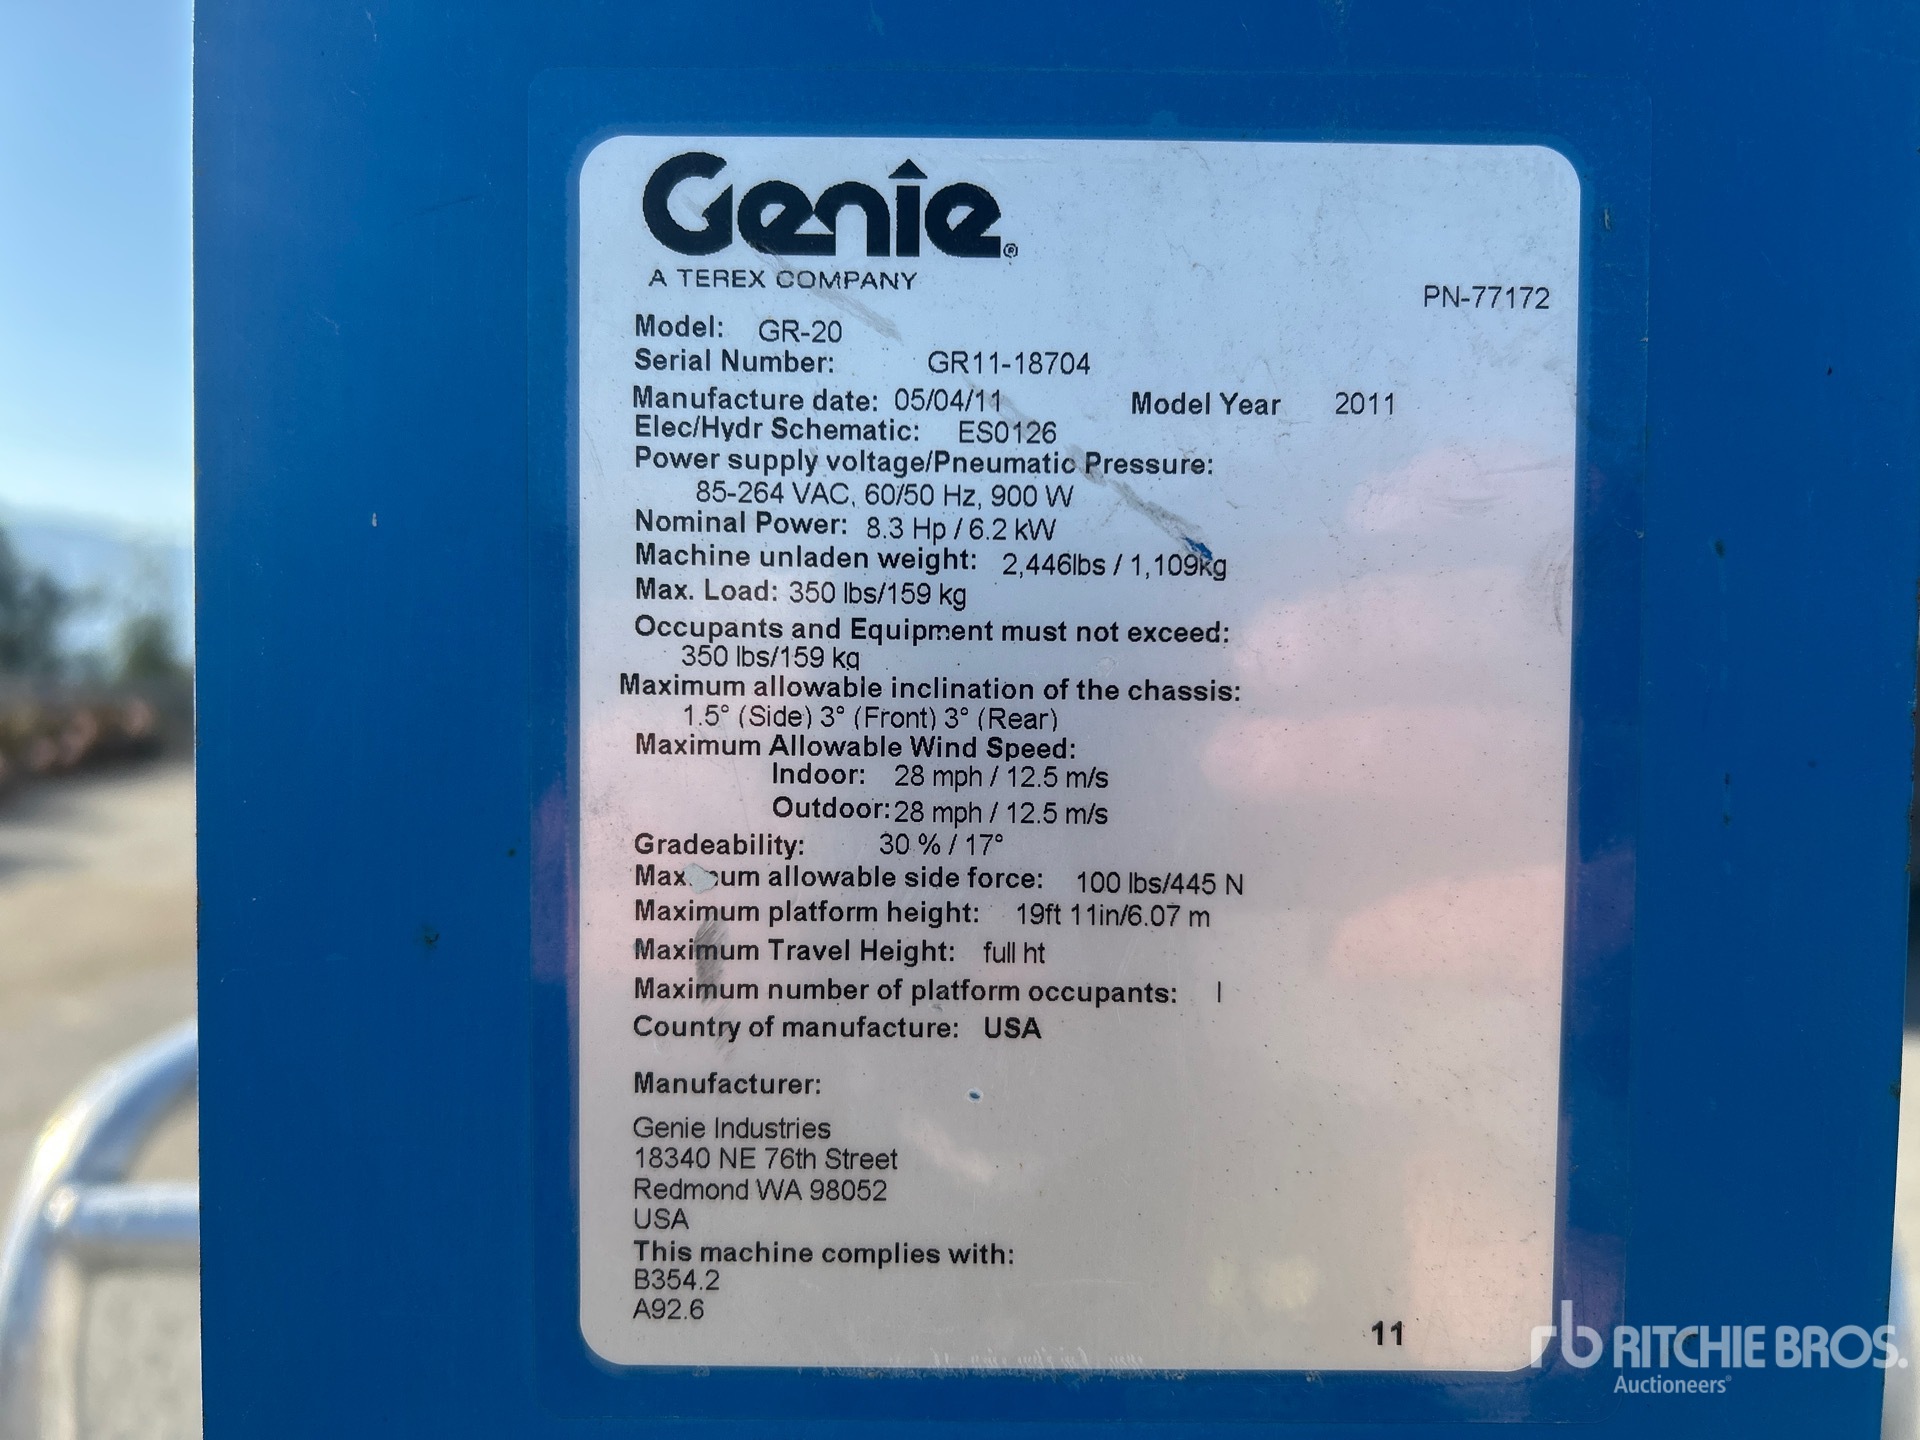 Genie®
A TEREX COMPANY
PN-77172
Model: GR-20
Serial Number: GR11-18704
Manufacture date: 05/04/11 Model Year 2011
Elec/Hydr Schematic: ES0126
Power supply voltage/Pneumatic Pressure:
85-264 VAC, 60/50 Hz, 900 W
Nominal Power: 8.3 Hp / 6.2 kW
Machine unladen weight: 2,446lbs / 1,109kg
Max. Load: 350 lbs/159 kg
Occupants and Equipment must not exceed:
350 lbs/159 kg
Maximum allowable inclination of the chassis:
1.5° (Side) 3° (Front) 3° (Rear)
Maximum Allowable Wind Speed:
Indoor: 28 mph / 12.5 m/s
Outdoor: 28 mph / 12.5 m/s
Gradeability: 30 % / 17°
Maximum allowable side force: 100 lbs/445 N
Maximum platform height: 19ft 11in/6.07 m
Maximum Travel Height: full ht
Maximum number of platform occupants: 1
Country of manufacture: USA
Manufacturer:
Genie Industries
18340 NE 76th Street
Redmond WA 98052
USA
This machine complies with:
B354.2
A92.6
11
rb RITCHIE BROS.
Auctioneers®